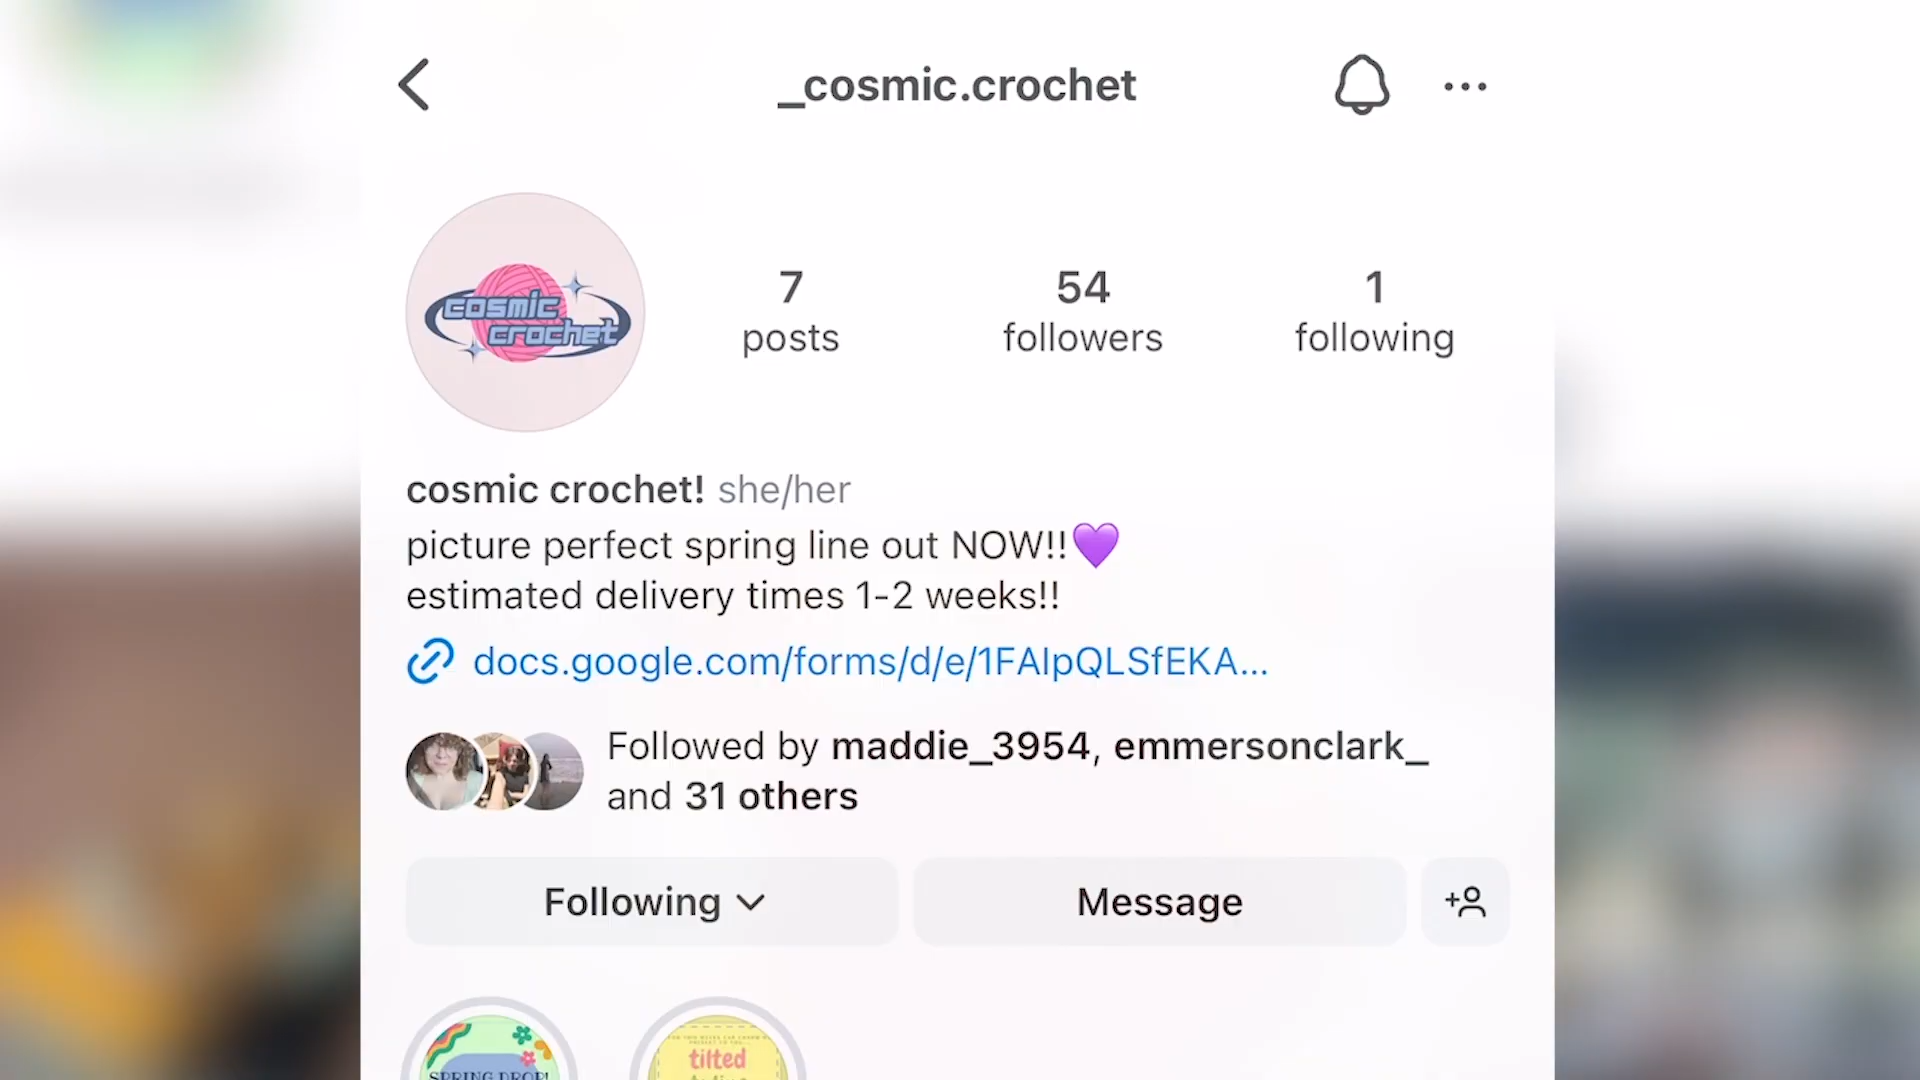 _cosmic.crochet
cosmic
crochet
7
posts
54
followers
1
following
cosmic crochet! she/her
picture perfect spring line out NOW!!💜
estimated delivery times 1-2 weeks!!
docs.google.com/forms/d/e/1FAIpQLSfEKA...
Followed by maddie_3954, emmersonclark_
and 31 others
Following
Message
SPRING DROP!
tilted